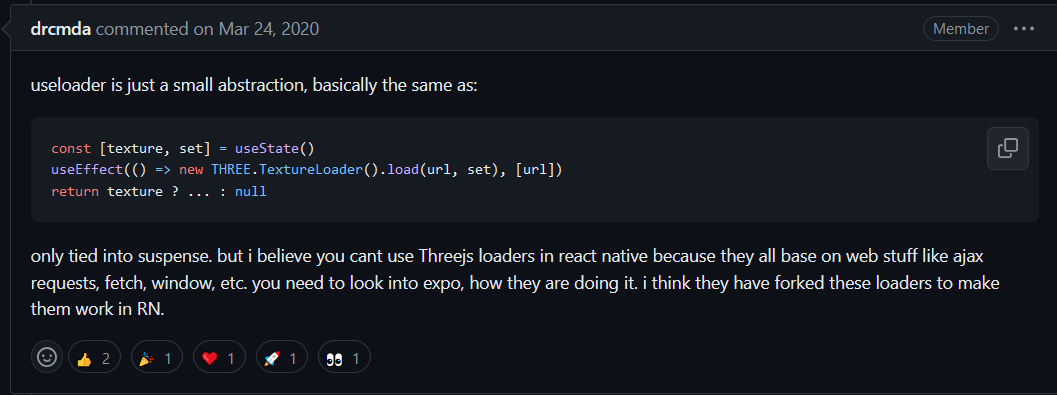 drcmda commented on Mar 24, 2020 Member
useloader is just a small abstraction, basically the same as:
const [texture, set] = useState()
useEffect(() => new THREE.TextureLoader().load(url, set), [url])
return texture ? ... : null
only tied into suspense. but i believe you cant use Threejs loaders in react native because they all base on web stuff like ajax
requests, fetch, window, etc. you need to look into expo, how they are doing it. i think they have forked these loaders to make
them work in RN.
2 1 1 1 1